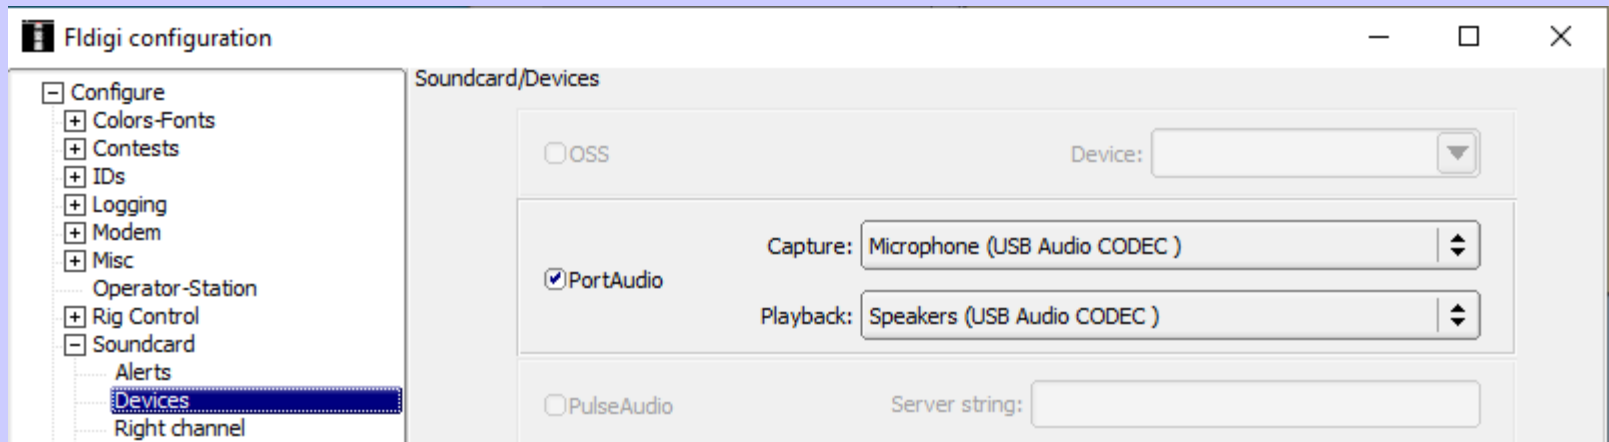 Fldigi configuration
Configure
Colors-Fonts
Contests
IDs
Logging
Modem
Misc
Operator-Station
Rig Control
Soundcard
Alerts
Devices
Right channel
Soundcard/Devices
OSS Device:
Capture: Microphone (USB Audio CODEC )
PortAudio
Playback: Speakers (USB Audio CODEC )
PulseAudio Server string: